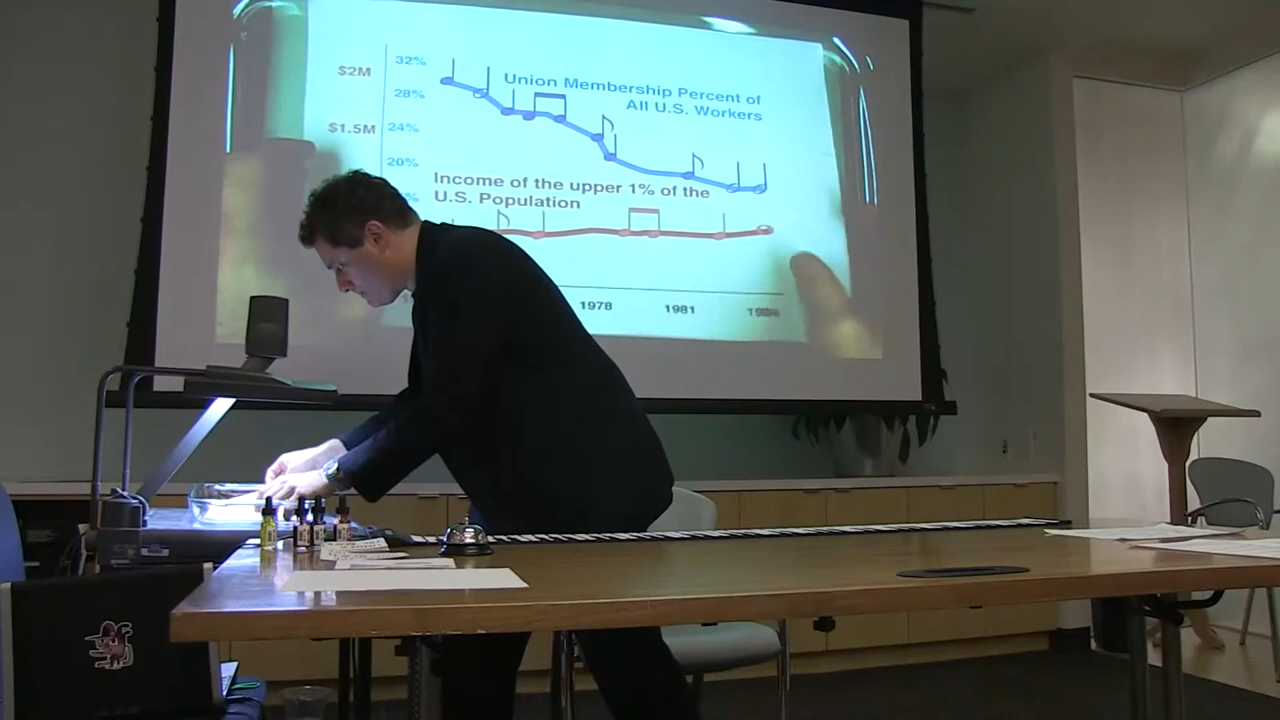 32%
$2M
28%
Union Membership Percent of
All U.S. Workers
$1.5M
24%
20%
Income of the upper 1% of the
U.S. Population
%
1978
1981
1984